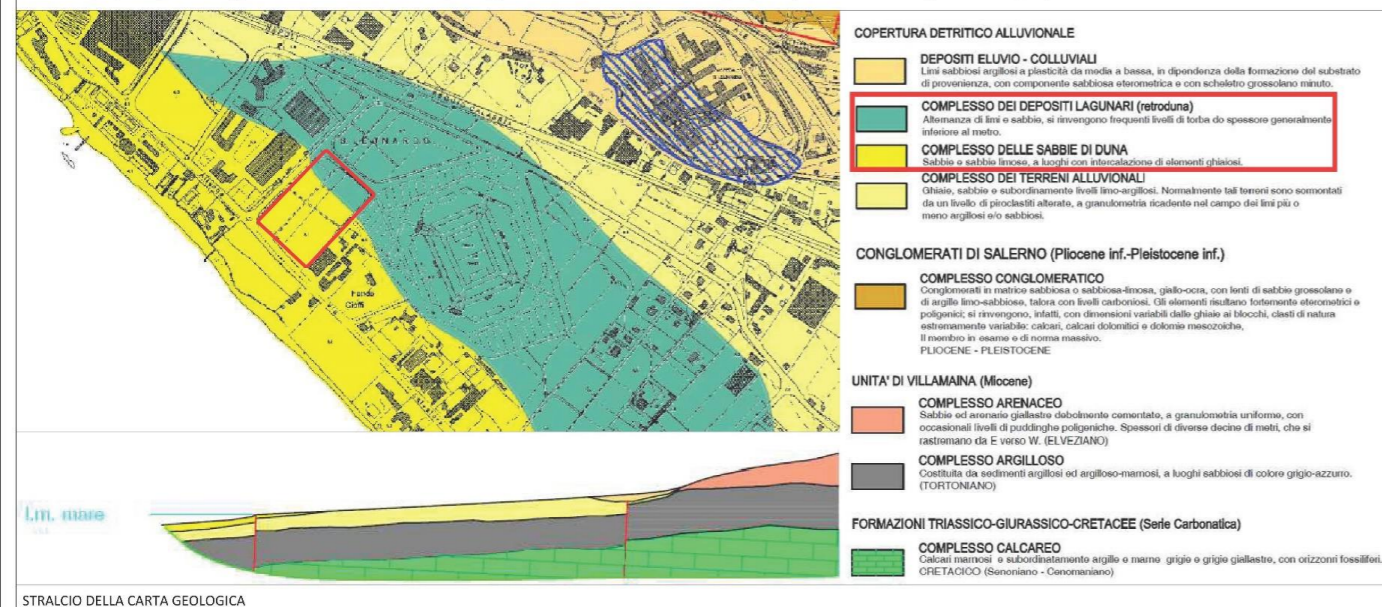 S. LEONARDO
Fondo
Cioffi
l.m. mare
STRALCIO DELLA CARTA GEOLOGICA
COPERTURA DETRITICO ALLUVIONALE
DEPOSITI ELUVIO - COLLUVIALI
Limi sabbiosi argillosi a plasticità da media a bassa, in dipendenza della formazione del substrato
di provenienza, con componente sabbiosa eterometrica e con scheletro grossolano minuto.
COMPLESSO DEI DEPOSITI LAGUNARI (retroduna)
Alternanza di limi e sabbie, si rinvengono frequenti livelli di torba do spessore generalmente
inferiore al metro.
COMPLESSO DELLE SABBIE DI DUNA
Sabbie e sabbie limose, a luoghi con intercalazione di elementi ghiaiosi.
COMPLESSO DEI TERRENI ALLUVIONALI
Ghiaie, sabbie e subordinamente livelli limo-argillosi. Normalmente tali terreni sono sormontati
da un livello di piroclastiti alterate, a granulometria ricadente nel campo dei limi più o
meno argillosi e/o sabbiosi.
CONGLOMERATI DI SALERNO (Pliocene inf.-Pleistocene inf.)
COMPLESSO CONGLOMERATICO
Conglomerati in matrice sabbiosa o sabbiosa-limosa, giallo-ocra, con lenti di sabbie grossolane e
di argille limo-sabbiose, talora con livelli carboniosi. Gli elementi risultano fortemente eterometrici e
poligenici; si rinvengono, infatti, con dimensioni variabili dalle ghiaie ai blocchi, clasti di natura
estremamente variabile: calcari, calcari dolomitici e dolomie mesozoiche,
Il membro in esame e di norma massivo.
PLIOCENE - PLEISTOCENE
UNITA' DI VILLAMAINA (Miocene)
COMPLESSO ARENACEO
Sabbie ed arenarie giallastre debolmente cementate, a granulometria uniforme, con
occasionali livelli di puddinghe poligeniche. Spessori di diverse decine di metri, che si
rastremano da E verso W. (ELVEZIANO)
COMPLESSO ARGILLOSO
Costituita da sedimenti argillosi ed argilloso-marnosi, a luoghi sabbiosi di colore grigio-azzurro.
(TORTONIANO)
FORMAZIONI TRIASSICO-GIURASSICO-CRETACEE (Serie Carbonatica)
COMPLESSO CALCAREO
Calcari marnosi e subordinatamente argille e marne grigie e grigie giallastre, con orizzonri fossiliferi.
CRETACICO (Senoniano - Cenomaniano)